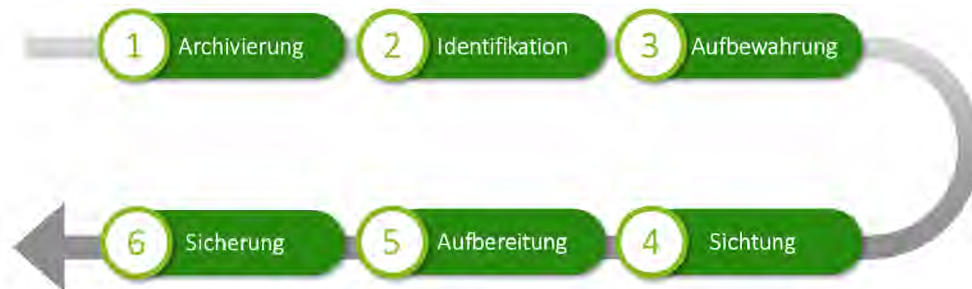 1 Archivierung
2 Identifikation
3 Aufbewahrung
4 Sichtung
5 Aufbereitung
6 Sicherung